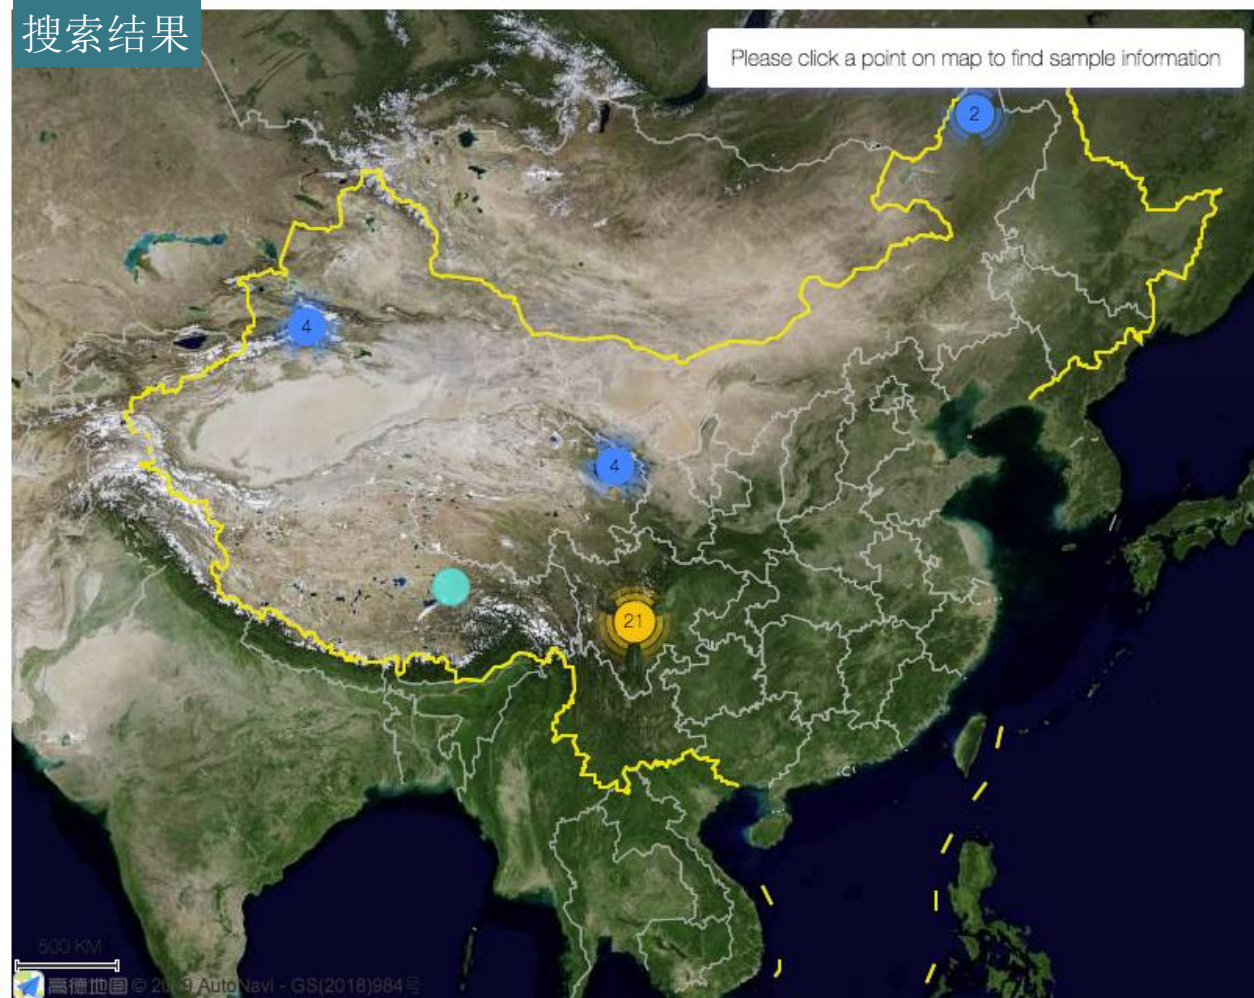 搜索结果
Please click a point on map to find sample information
2
4
4
21
500 KM
高德地图 © 2019 AutoNavi - GS(2018)984号